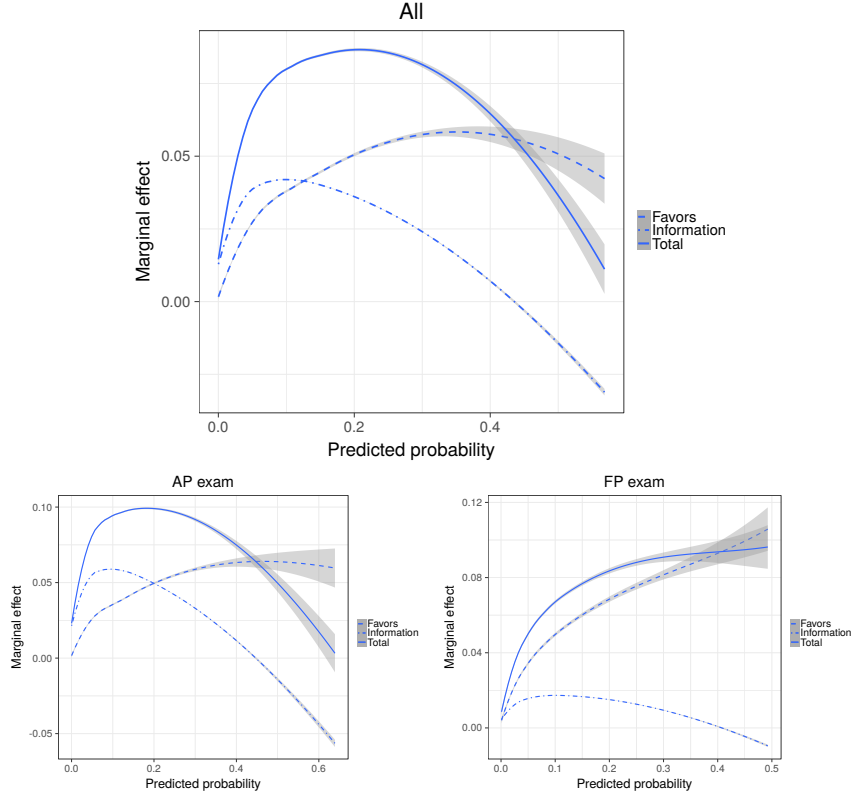 All
Marginal effect
0.05
0.00
0.0
0.2
0.4
Predicted probability
Favors
Information
Total
AP exam
Marginal effect
0.10
0.05
0.00
-0.05
0.0
0.2
0.4
0.6
Predicted probability
Favors
Information
Total
FP exam
Marginal effect
0.12
0.08
0.04
0.00
0.0
0.1
0.2
0.3
0.4
0.5
Predicted probability
Favors
Information
Total